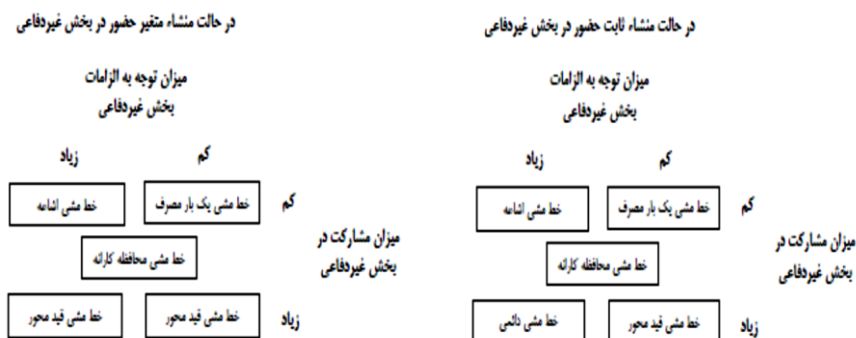 در حالت منشاء ثابت حضور در بخش غیردفاعی
میزان توجه به الزامات
بخش غیردفاعی
کم
زیاد
کم
خط مشی یک بار مصرف
خط مشی اشاعه
میزان مشارکت در
بخش غیردفاعی
خط مشی محافظه کارانه
زیاد
خط مشی قید محور
خط مشی دائمی
در حالت منشاء متغیر حضور در بخش غیردفاعی
میزان توجه به الزامات
بخش غیردفاعی
کم
زیاد
کم
خط مشی یک بار مصرف
خط مشی اشاعه
میزان مشارکت در
بخش غیردفاعی
خط مشی محافظه کارانه
زیاد
خط مشی قید محور
خط مشی قید محور